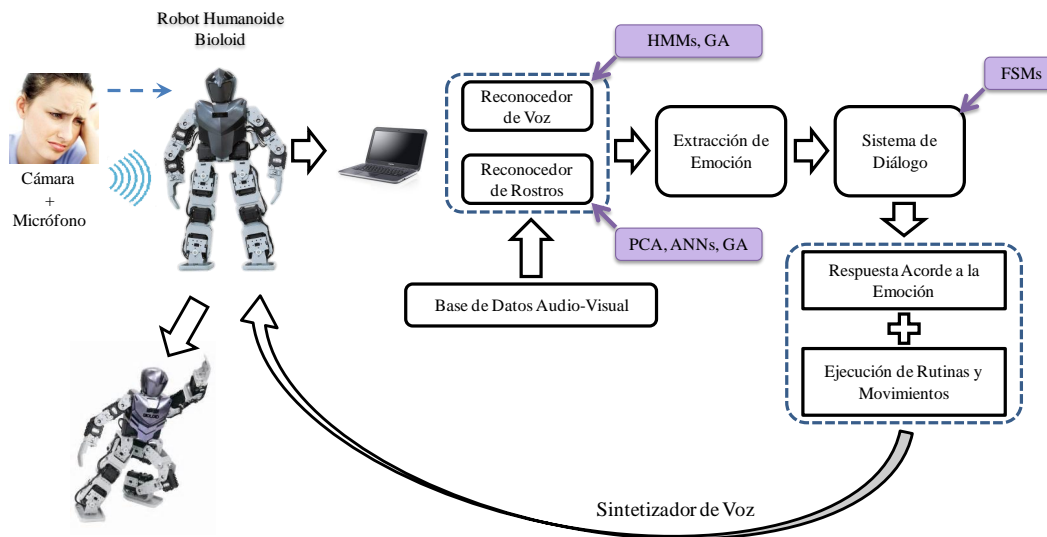 Robot Humanoide
Bioloid
Cámara
+
Micrófono
HMMs, GA
Reconocedor
de Voz
Reconocedor
de Rostros
PCA, ANNs, GA
Base de Datos Audio-Visual
Extracción de
Emoción
FSMs
Sistema de
Diálogo
Respuesta Acorde a la
Emoción
Ejecución de Rutinas y
Movimientos
Sintetizador de Voz
BIOLOID